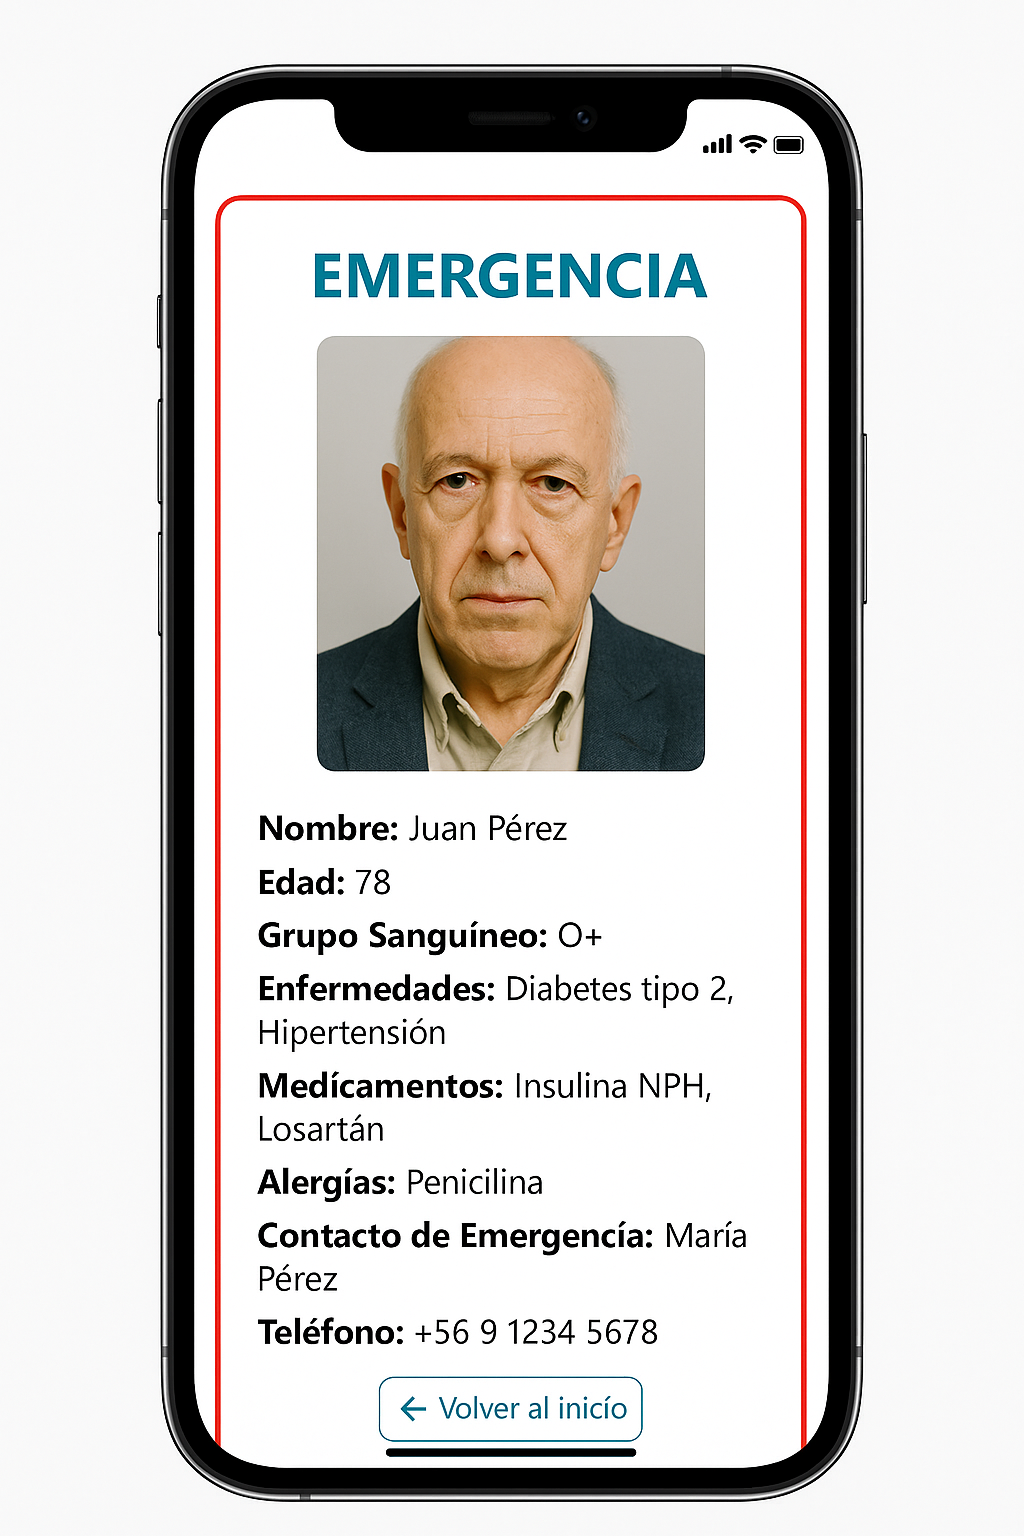 EMERGENCIA
Nombre: Juan Pérez
Edad: 78
Grupo Sanguíneo: O+
Enfermedades: Diabetes tipo 2,
Hipertensión
Medícamentos: Insulina NPH,
Losartán
Alergías: Penicilina
Contacto de Emergencía: María
Pérez
Teléfono: +56 9 1234 5678
← Volver al inicío